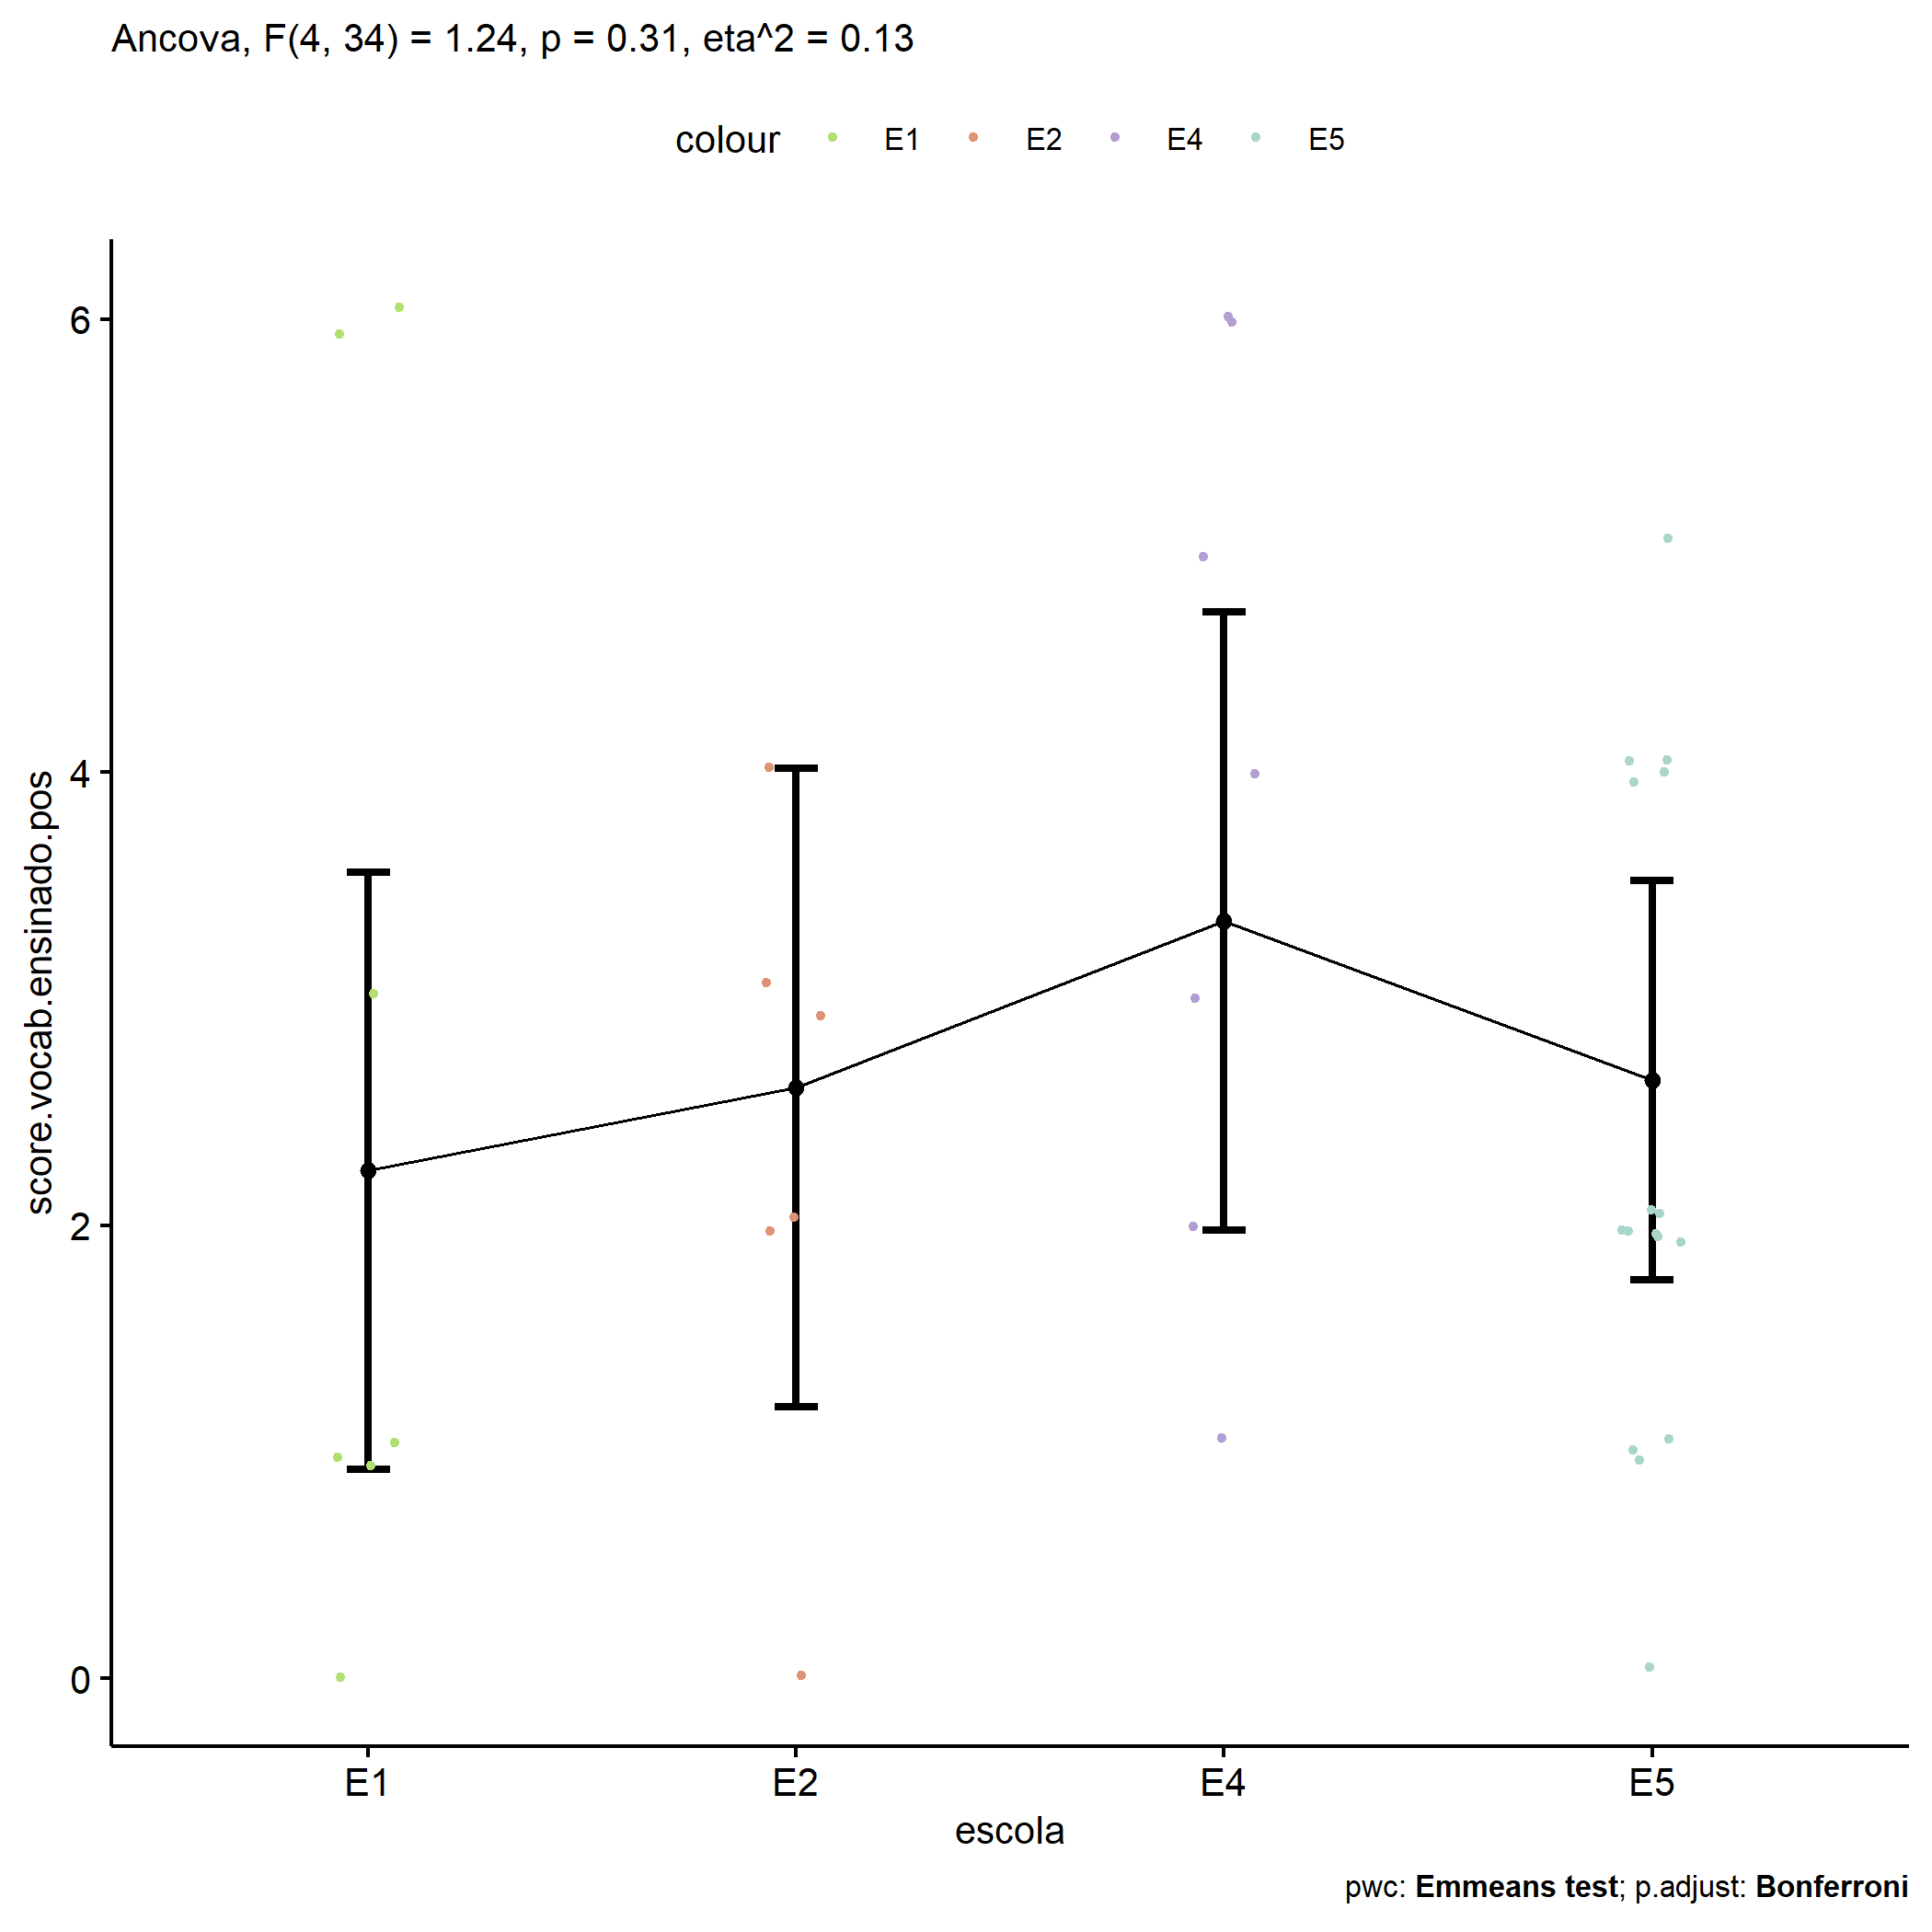 Ancova, F(4, 34) = 1.24, p = 0.31, eta^2 = 0.13
colour E1 E2 E4 E5
score.vocab.ensinado.pos
6
4
2
0
E1 E2 E4 E5
escola
pwc: Emmeans test; p.adjust: Bonferroni